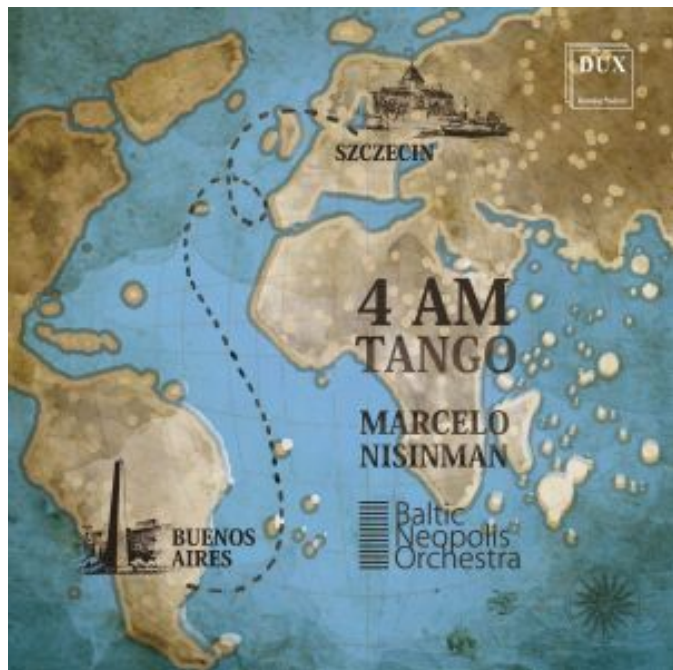 DUX
SZCZECIN
4 AM
TANGO
MARCELO
NISINMAN
Baltic
Neopolis
Orchestra
BUENOS
AIRES